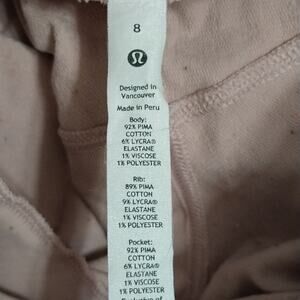 8
Designed in
Vancouver
Made in Peru
Body:
92% PIMA
COTTON
6% LYCRA®
ELASTANE
1% VISCOSE
1% POLYESTER
Rib:
89% PIMA
COTTON
9% LYCRA®
ELASTANE
1% VISCOSE
1% POLYESTER
Pocket:
92% PIMA
COTTON
6% LYCRA®
ELASTANE
1% VISCOSE
1% POLYESTER
Exclusive of